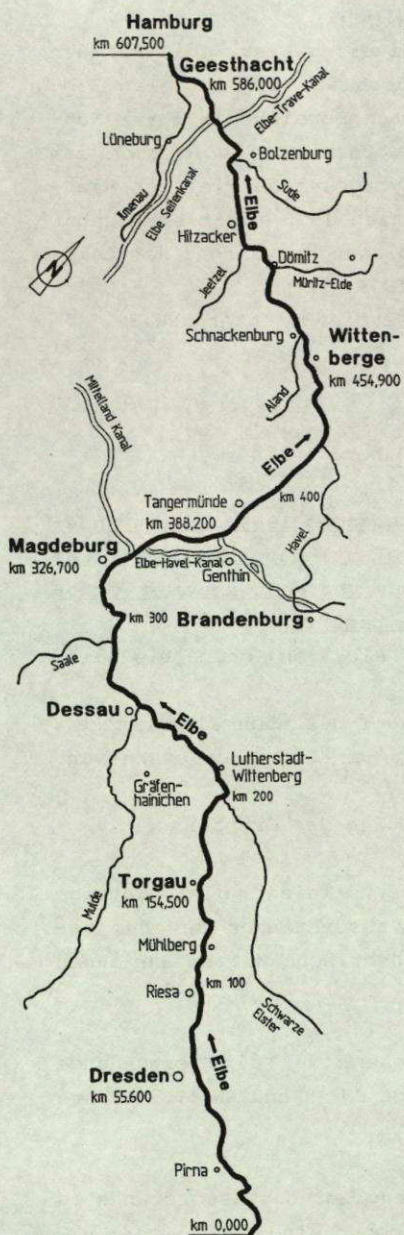 Hamburg
km 607,500
Geesthacht
km 586,000
Elbe-Trave-Kanal
Lüneburg
Bolzenburg
Ilmenau
Elbe Seitenkanal
Sude
Elbe
Hitzacker
N
Dömitz
Jeetzel
Müritz-Elde
Schnackenburg
Witten-
berge
km 454,900
Aland
Mittelland Kanal
Elbe
Tangermünde
km 400
km 388,200
Havel
Magdeburg
km 326,700
Elbe-Havel-Kanal
Genthin
km 300
Brandenburg
Saale
Dessau
Elbe
Lutherstadt-
Wittenberg
Gräfen-
hainichen
km 200
Torgau
km 154,500
Mulde
Mühlberg
km 100
Riesa
Schwarze
Elster
Elbe
Dresden
km 55.600
Pirna
km 0,000